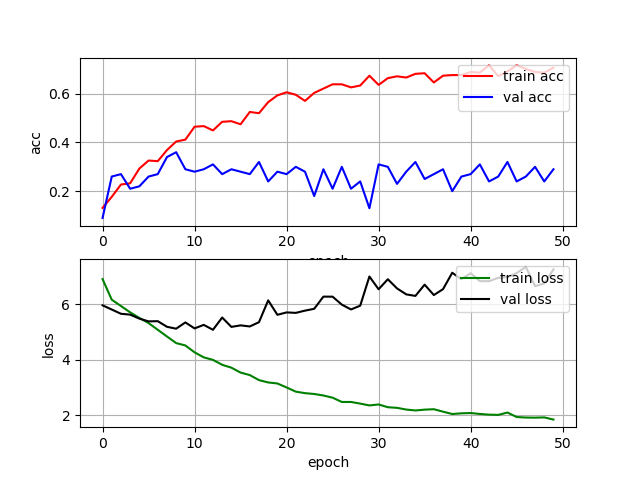 train acc
val acc
acc
0.6
0.4
0.2
0 10 20 30 40 50
epoch
train loss
val loss
loss
6
4
2
0 10 20 30 40 50
epoch